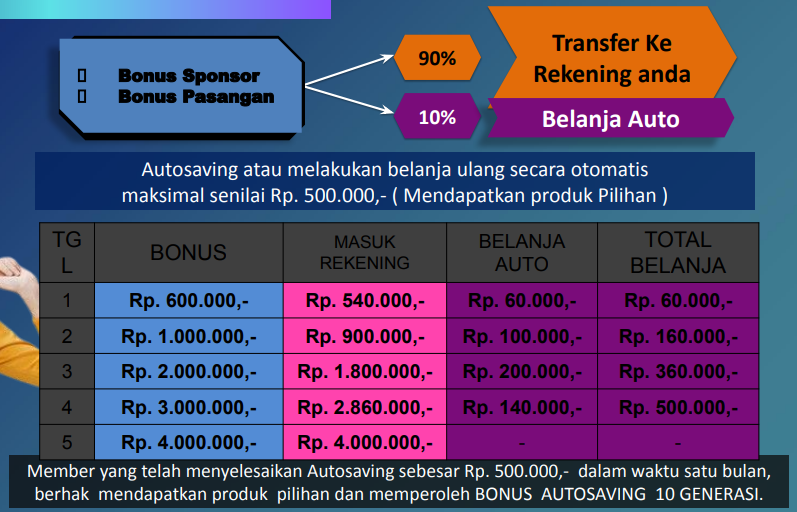 Bonus Sponsor
Bonus Pasangan
90%
Transfer Ke
Rekening anda
10%
Belanja Auto
Autosaving atau melakukan belanja ulang secara otomatis
maksimal senilai Rp. 500.000,- ( Mendapatkan produk Pilihan )
TG
L
BONUS
MASUK
REKENING
BELANJA
AUTO
TOTAL
BELANJA
1 Rp. 600.000,- Rp. 540.000,- Rp. 60.000,- Rp. 60.000,-
2 Rp. 1.000.000,- Rp. 900.000,- Rp. 100.000,- Rp. 160.000,-
3 Rp. 2.000.000,- Rp. 1.800.000,- Rp. 200.000,- Rp. 360.000,-
4 Rp. 3.000.000,- Rp. 2.860.000,- Rp. 140.000,- Rp. 500.000,-
5 Rp. 4.000.000,- Rp. 4.000.000,- - -
Member yang telah menyelesaikan Autosaving sebesar Rp. 500.000,- dalam waktu satu bulan,
berhak mendapatkan produk pilihan dan memperoleh BONUS AUTOSAVING 10 GENERASI.